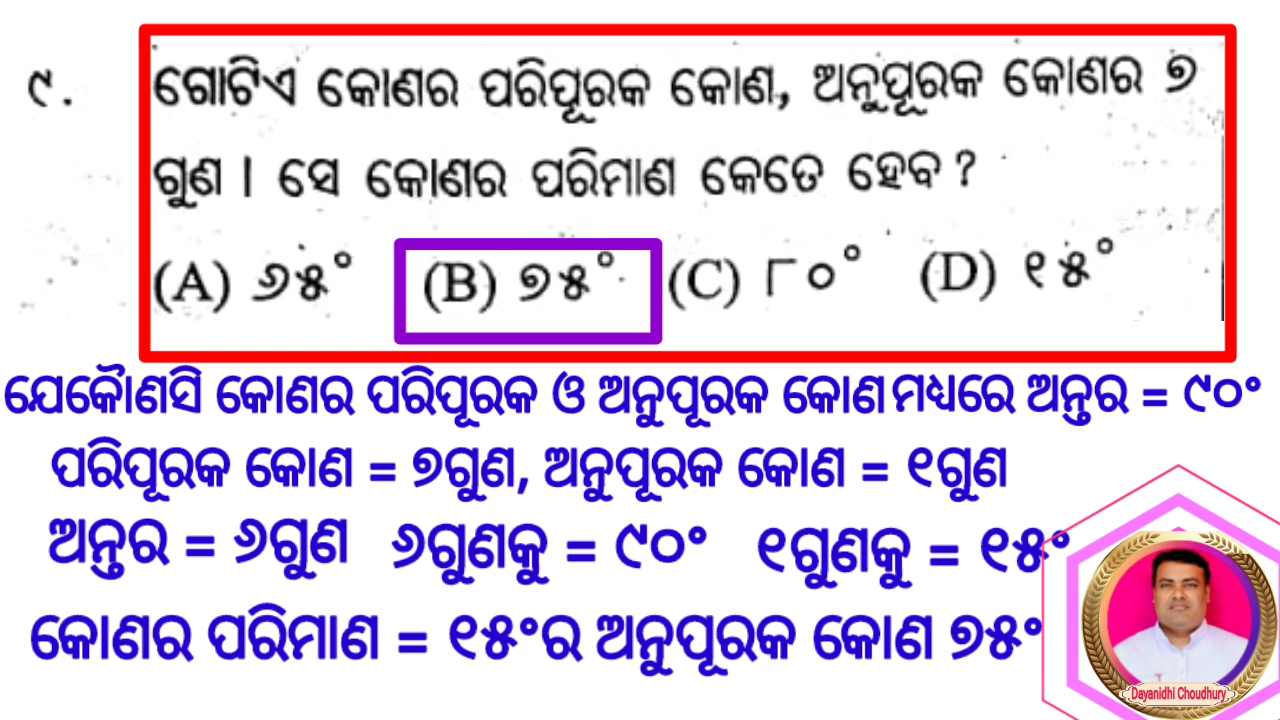 ୯. ଗୋଟିଏ କୋଣର ପରିପୂରକ କୋଣ, ଅନୁପୂରକ କୋଣର ୭
ଗୁଣ । ସେ କୋଣର ପରିମାଣ କେତେ ହେବ ?
(A) ୬୫° (B) ୭୫° (C) ୮୦° (D) ୧୫°
ଯେକୌଣସି କୋଣର ପରିପୂରକ ଓ ଅନୁପୂରକ କୋଣ ମଧ୍ୟରେ ଅନ୍ତର = ୯୦°
ପରିପୂରକ କୋଣ = ୭ଗୁଣ, ଅନୁପୂରକ କୋଣ = ୧ଗୁଣ
ଅନ୍ତର = ୬ଗୁଣ ୬ଗୁଣକୁ = ୯୦° ୧ଗୁଣକୁ = ୧୫°
କୋଣର ପରିମାଣ = ୧୫°ର ଅନୁପୂରକ କୋଣ ୭୫°
Dayanidhi Choudhury